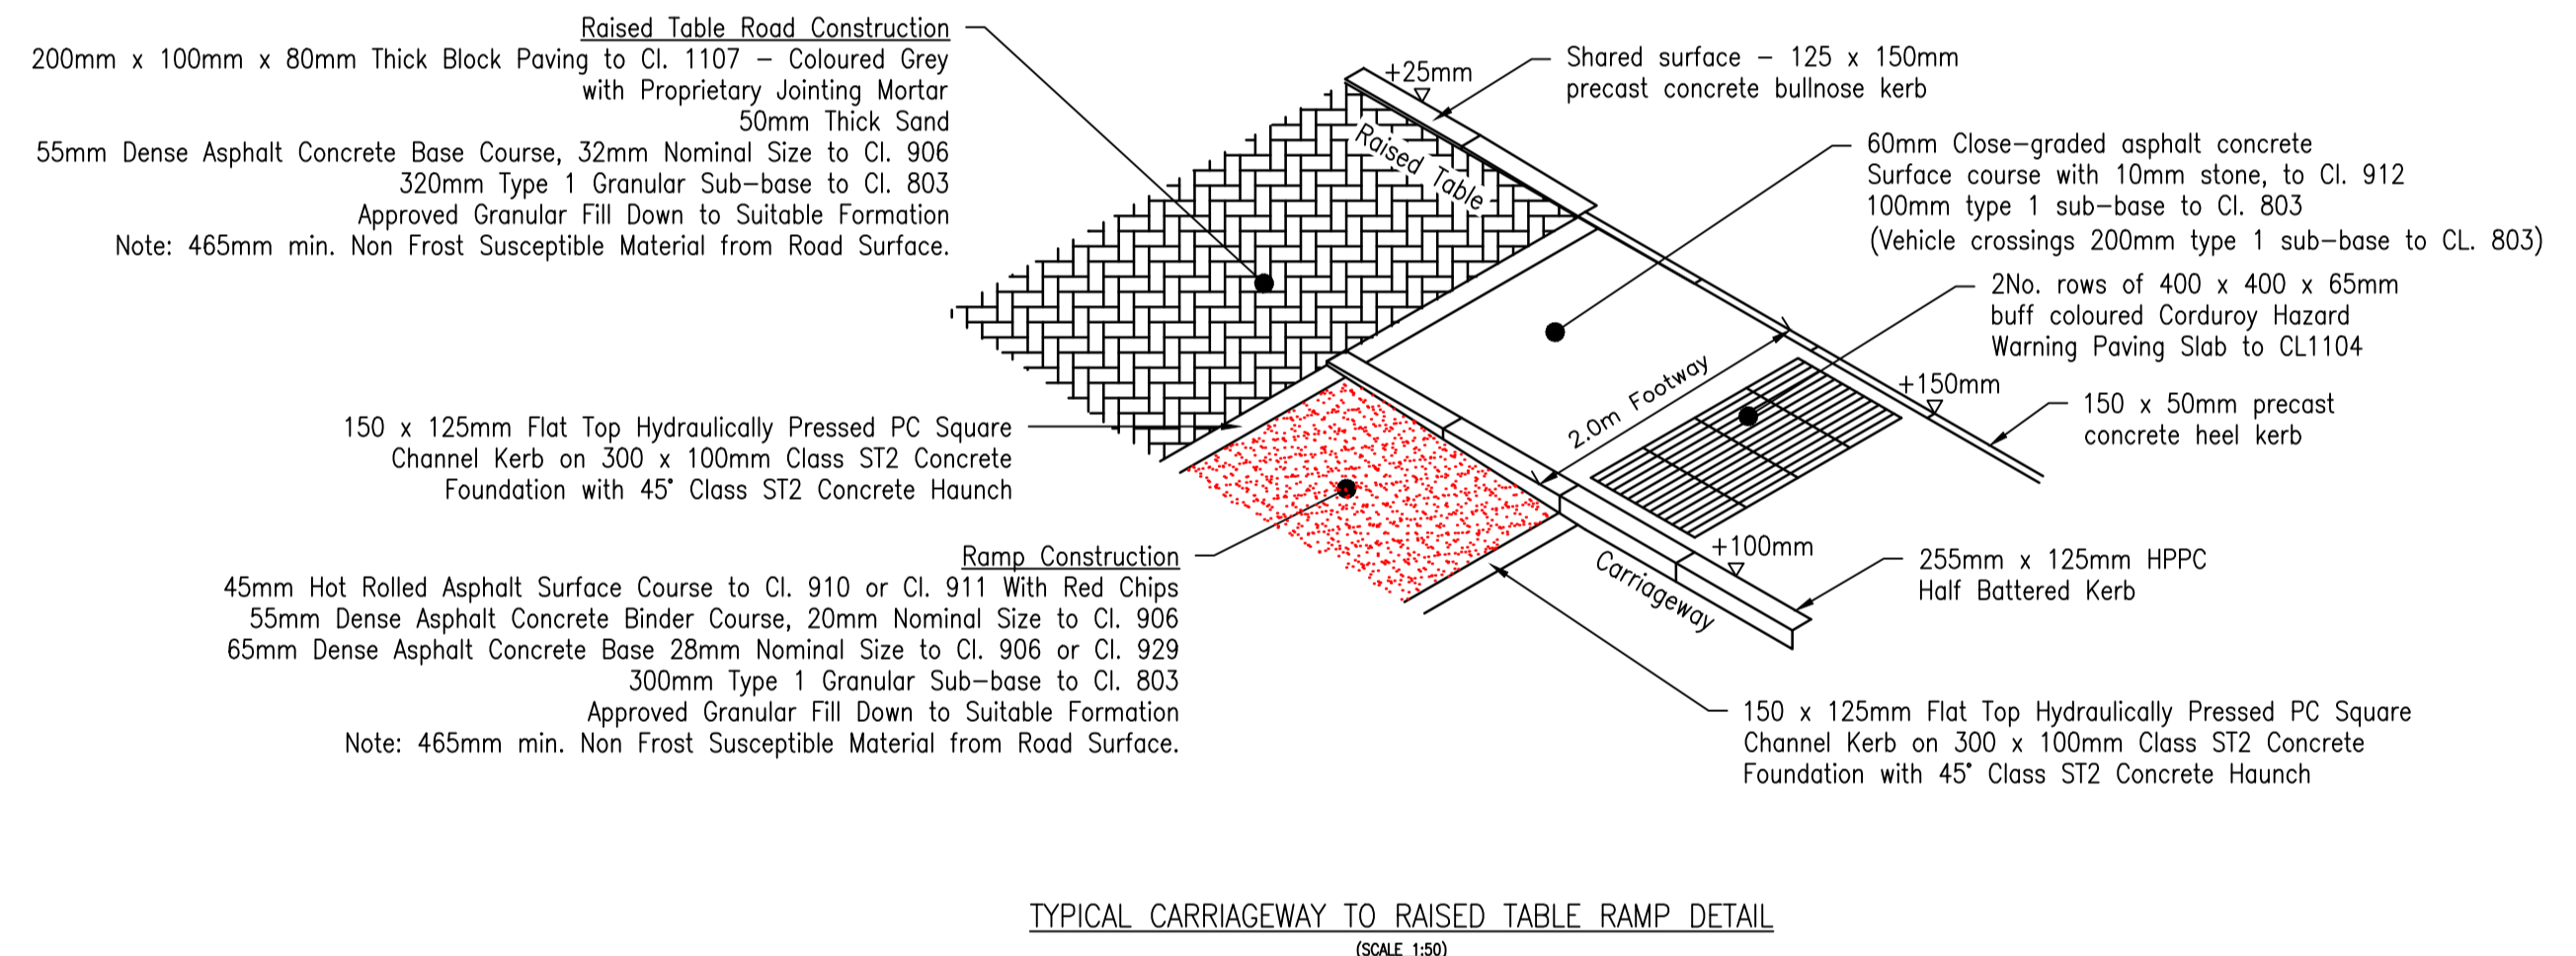 Raised Table Road Construction
200mm x 100mm x 80mm Thick Block Paving to Cl. 1107 – Coloured Grey
with Proprietary Jointing Mortar
50mm Thick Sand
55mm Dense Asphalt Concrete Base Course, 32mm Nominal Size to Cl. 906
320mm Type 1 Granular Sub–base to Cl. 803
Approved Granular Fill Down to Suitable Formation
Note: 465mm min. Non Frost Susceptible Material from Road Surface.
+25mm
Shared surface – 125 x 150mm
precast concrete bullnose kerb
Raised Table
60mm Close–graded asphalt concrete
Surface course with 10mm stone, to Cl. 912
100mm type 1 sub–base to Cl. 803
(Vehicle crossings 200mm type 1 sub–base to CL. 803)
2No. rows of 400 x 400 x 65mm
buff coloured Corduroy Hazard
Warning Paving Slab to CL1104
2.0m Footway
+150mm
150 x 50mm precast
concrete heel kerb
150 x 125mm Flat Top Hydraulically Pressed PC Square
Channel Kerb on 300 x 100mm Class ST2 Concrete
Foundation with 45° Class ST2 Concrete Haunch
Ramp Construction
45mm Hot Rolled Asphalt Surface Course to Cl. 910 or Cl. 911 With Red Chips
55mm Dense Asphalt Concrete Binder Course, 20mm Nominal Size to Cl. 906
65mm Dense Asphalt Concrete Base 28mm Nominal Size to Cl. 906 or Cl. 929
300mm Type 1 Granular Sub–base to Cl. 803
Approved Granular Fill Down to Suitable Formation
Note: 465mm min. Non Frost Susceptible Material from Road Surface.
+100mm
Carriageway
255mm x 125mm HPPC
Half Battered Kerb
150 x 125mm Flat Top Hydraulically Pressed PC Square
Channel Kerb on 300 x 100mm Class ST2 Concrete
Foundation with 45° Class ST2 Concrete Haunch
TYPICAL CARRIAGEWAY TO RAISED TABLE RAMP DETAIL
(SCALE 1:50)